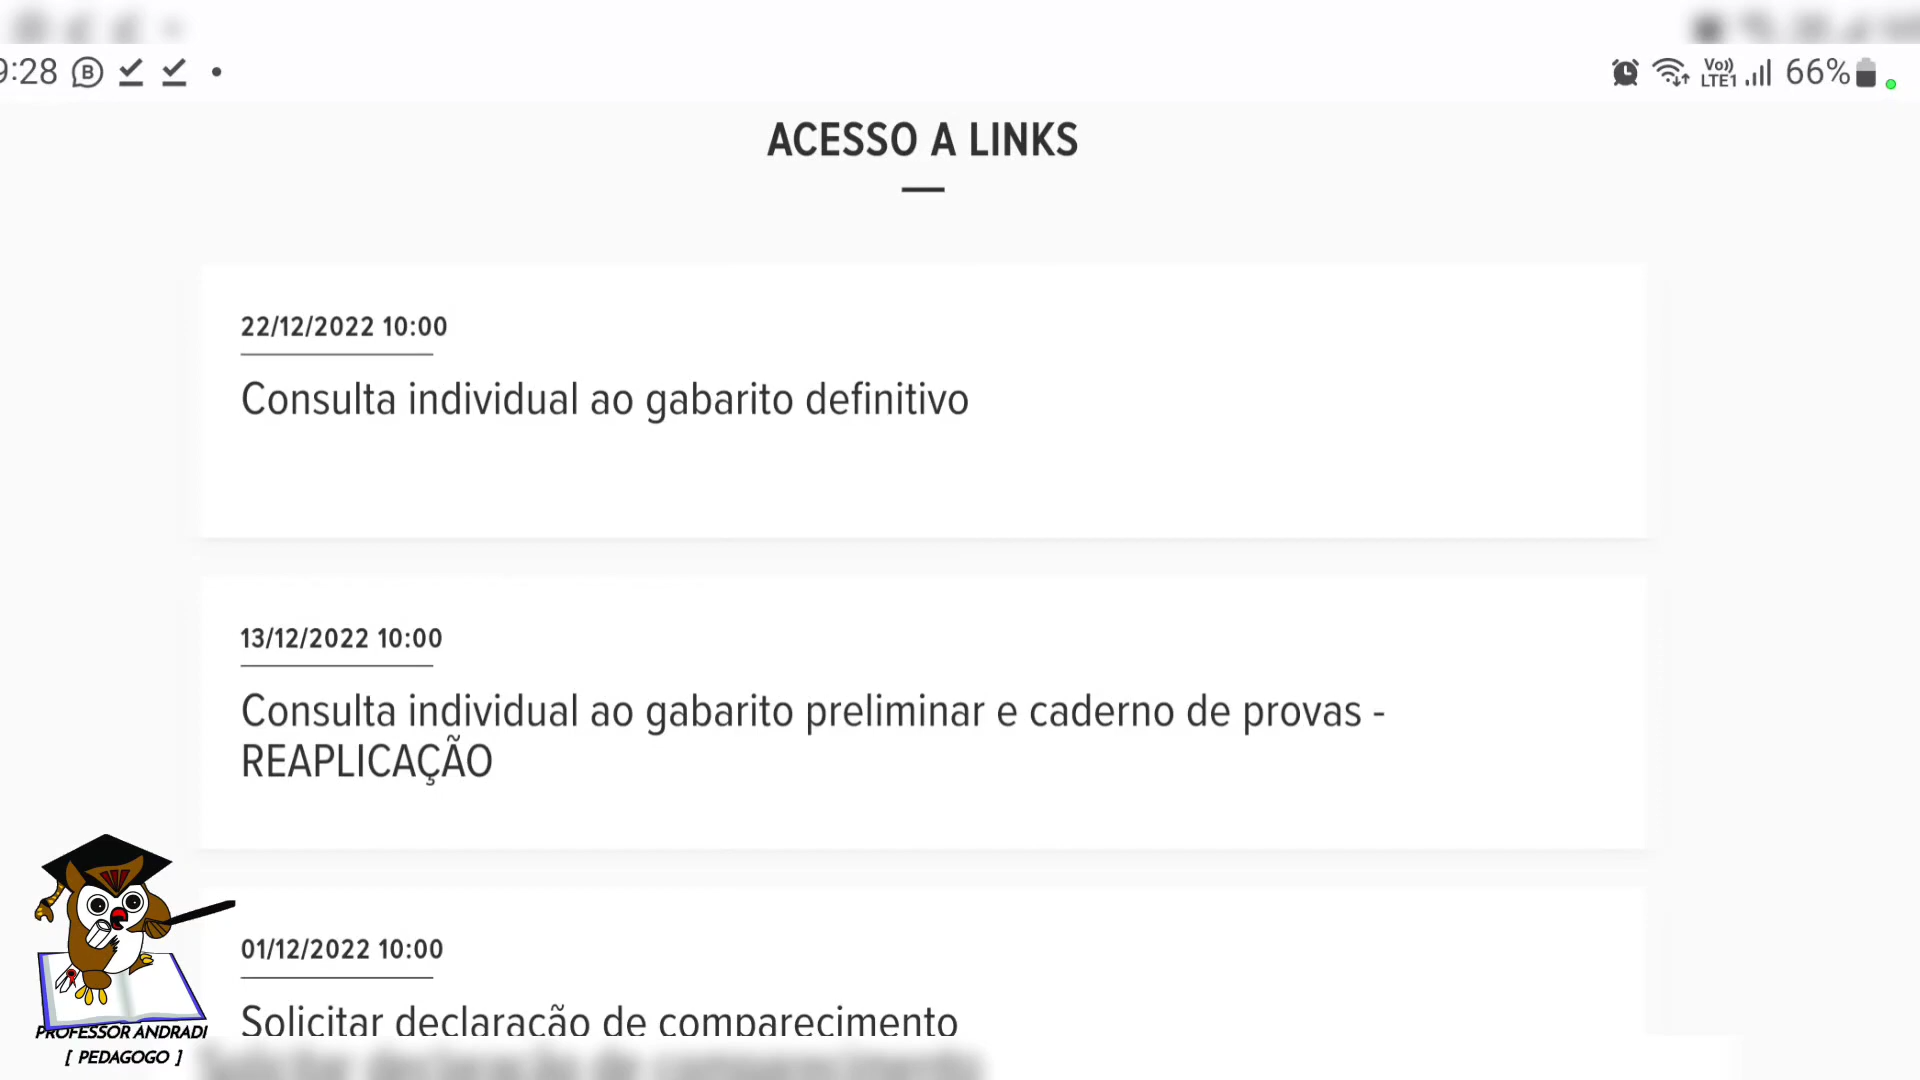 9:28
Vo)) LTE1 66%
ACESSO A LINKS
22/12/2022 10:00
Consulta individual ao gabarito definitivo
13/12/2022 10:00
Consulta individual ao gabarito preliminar e caderno de provas -
REAPLICAÇÃO
01/12/2022 10:00
Solicitar declaração de comparecimento
PROFESSOR ANDRADI
[ PEDAGOGO ]